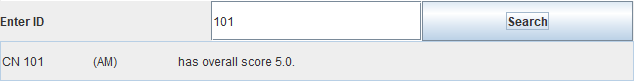 Enter ID 101 Search
CN 101 (AM) has overall score 5.0.